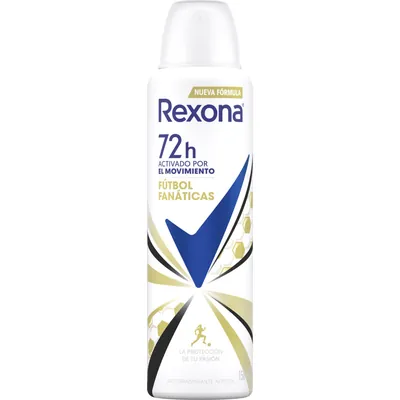 NUEVA FÓRMULA
Rexona
72h
ACTIVADO POR
EL MOVIMIENTO
FÚTBOL
FANÁTICAS
LA PROTECCIÓN
DE TU PASIÓN